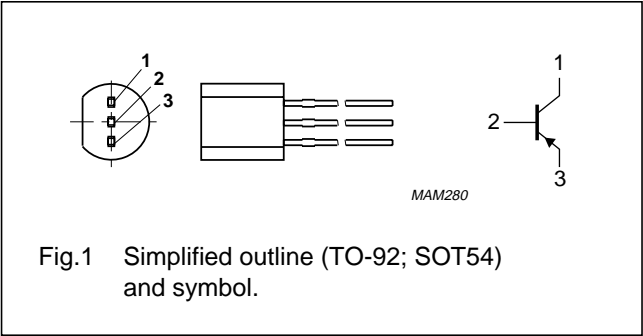 1
2
3
1
2
3
MAM280
Fig.1 Simplified outline (TO-92; SOT54)
and symbol.